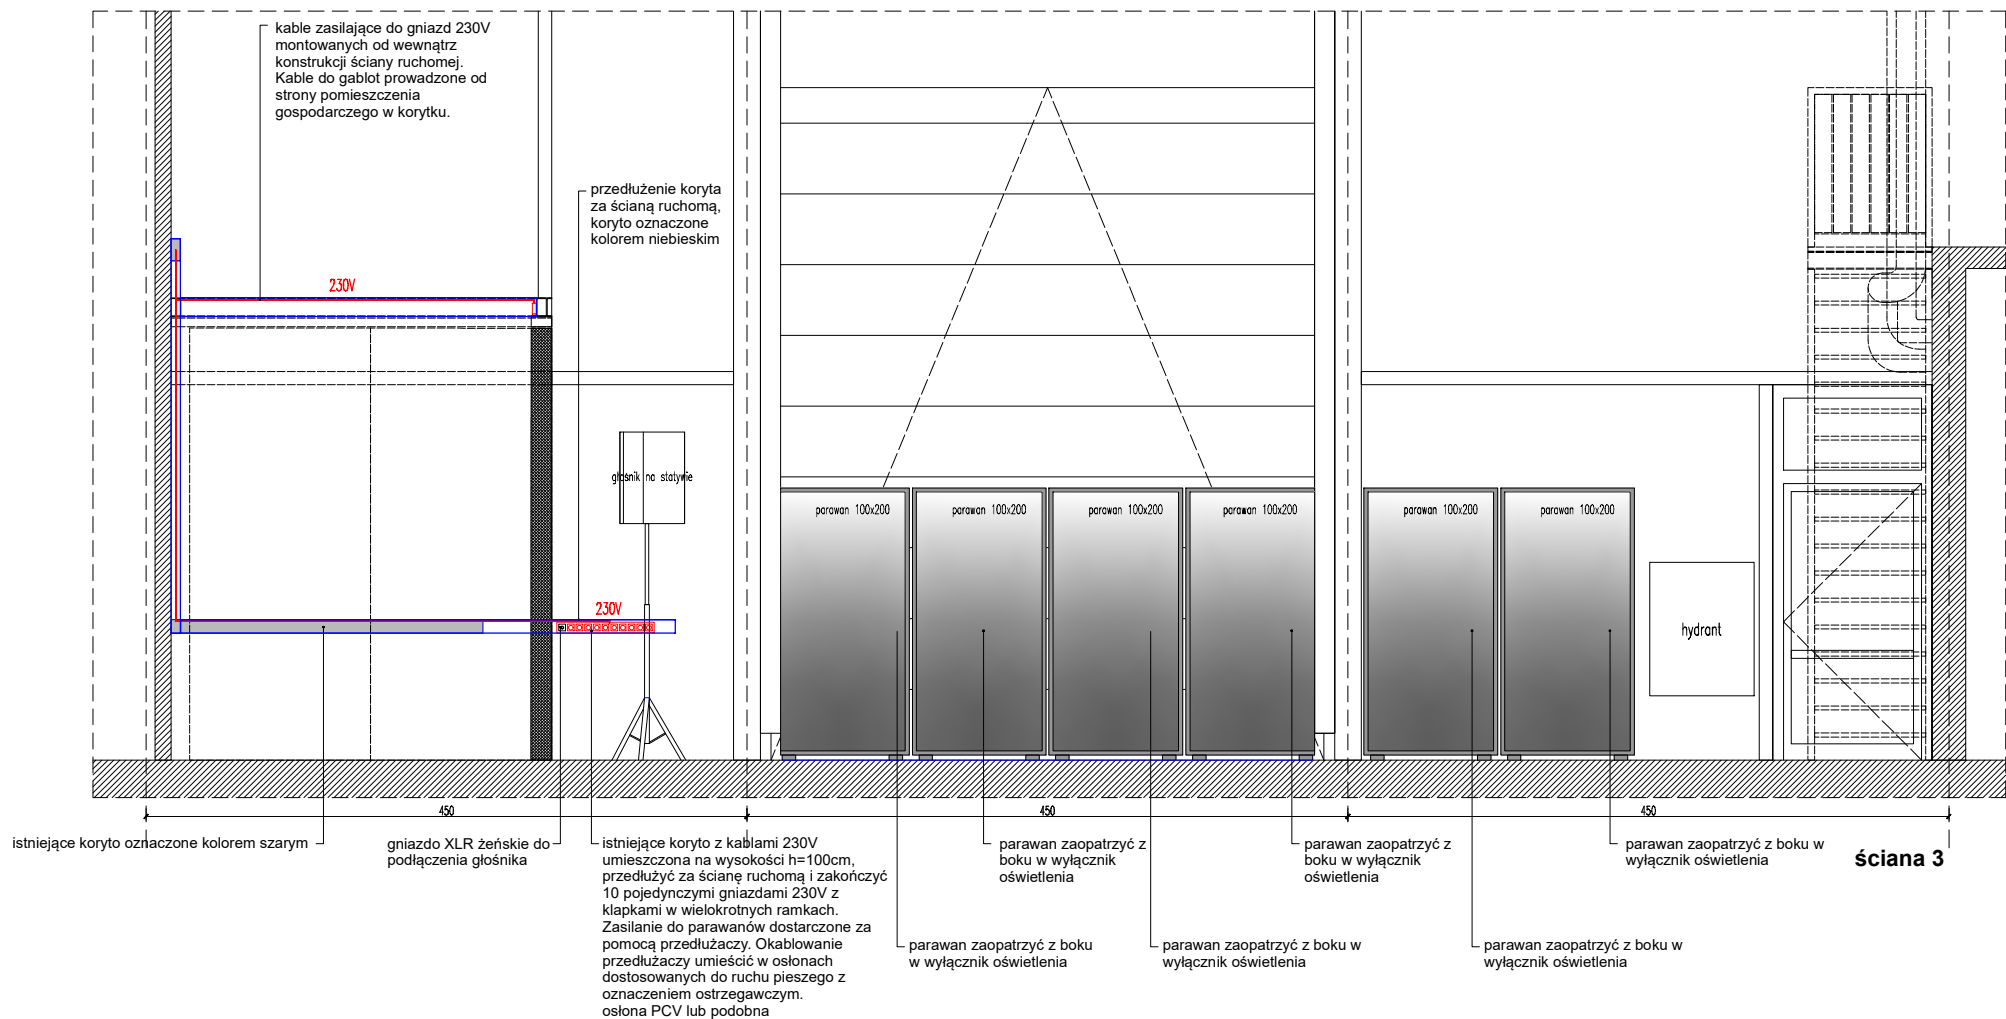 kable zasilające do gniazd 230V
montowanych od wewnątrz
konstrukcji ściany ruchomej.
Kable do gablot prowadzone od
strony pomieszczenia
gospodarczego w korytku.
przedłużenie koryta
za ścianą ruchomą,
koryto oznaczone
kolorem niebieskim
230V
głośnik na statywie
parawan 100x200
parawan 100x200
parawan 100x200
parawan 100x200
parawan 100x200
parawan 100x200
230V
hydrant
450
450
450
istniejące koryto oznaczone kolorem szarym
gniazdo XLR żeńskie do
podłączenia głośnika
istniejące koryto z kablami 230V
umieszczona na wysokości h=100cm,
przedłużyć za ścianę ruchomą i zakończyć
10 pojedynczymi gniazdami 230V z
klapkami w wielokrotnych ramkach.
Zasilanie do parawanów dostarczone za
pomocą przedłużaczy. Okablowanie
przedłużaczy umieścić w osłonach
dostosowanych do ruchu pieszego z
oznaczeniem ostrzegawczym.
osłona PCV lub podobna
parawan zaopatrzyć z boku
w wyłącznik oświetlenia
parawan zaopatrzyć z
boku w wyłącznik
oświetlenia
parawan zaopatrzyć z boku w
wyłącznik oświetlenia
parawan zaopatrzyć z
boku w wyłącznik
oświetlenia
parawan zaopatrzyć z boku w
wyłącznik oświetlenia
parawan zaopatrzyć z boku w
wyłącznik oświetlenia
ściana 3